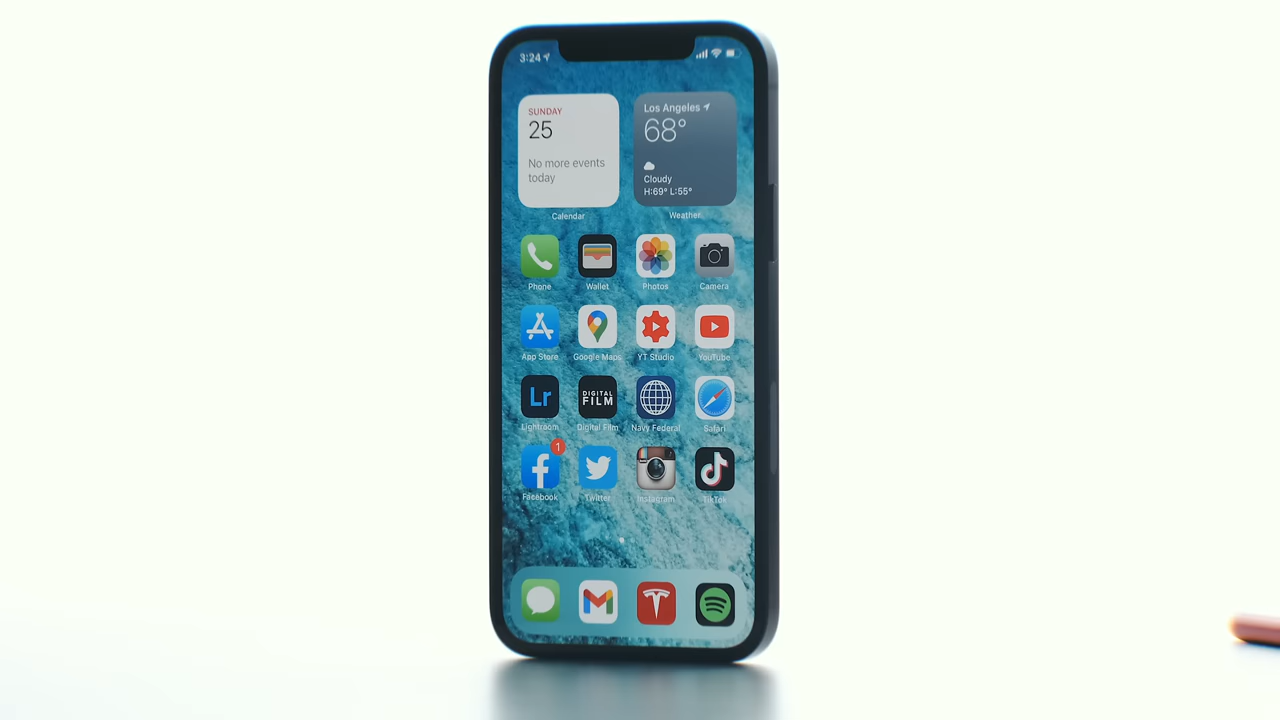 3:24
SUNDAY
25
No more events
today
Calendar
Los Angeles
68°
Cloudy
H:69° L:55°
Weather
Phone
Wallet
Photos
Camera
App Store
Google Maps
YT Studio
YouTube
Lr
DIGITAL
FILM
Lightroom
Digital Film
Navy Federal
Safari
1
Facebook
Twitter
Instagram
TikTok